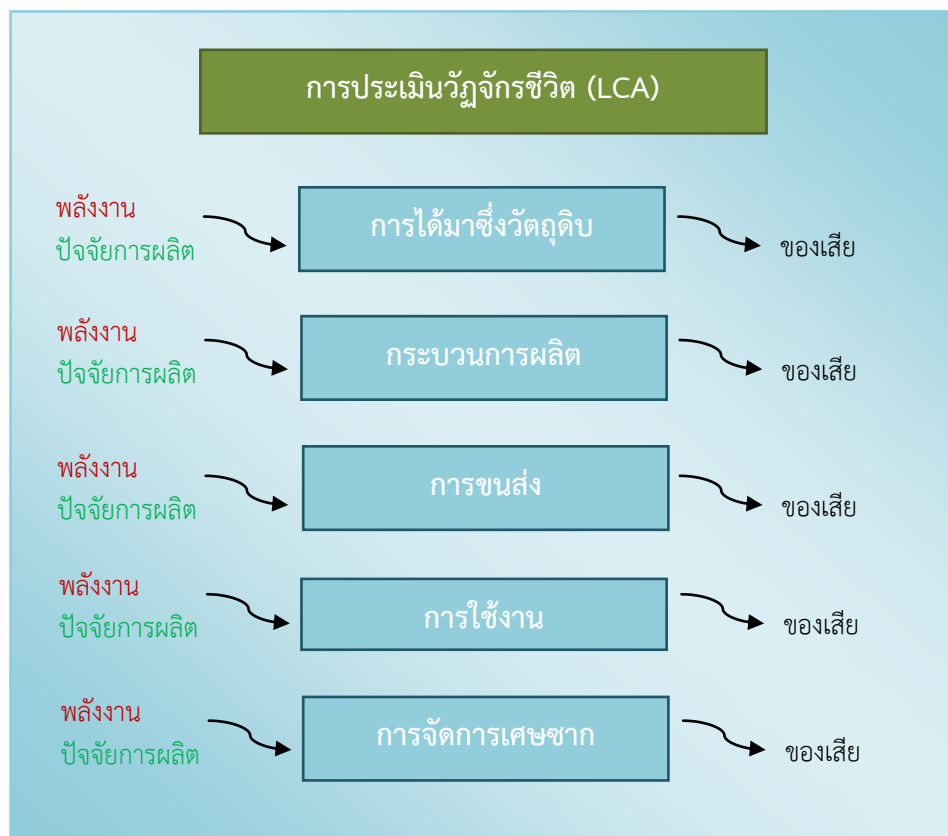 การประเมินวัฏจักรชีวิต (LCA)
พลังงาน
ปัจจัยการผลิต
การได้มาซึ่งวัตถุดิบ
ของเสีย
พลังงาน
ปัจจัยการผลิต
กระบวนการผลิต
ของเสีย
พลังงาน
ปัจจัยการผลิต
การขนส่ง
ของเสีย
พลังงาน
ปัจจัยการผลิต
การใช้งาน
ของเสีย
พลังงาน
ปัจจัยการผลิต
การจัดการเศษซาก
ของเสีย